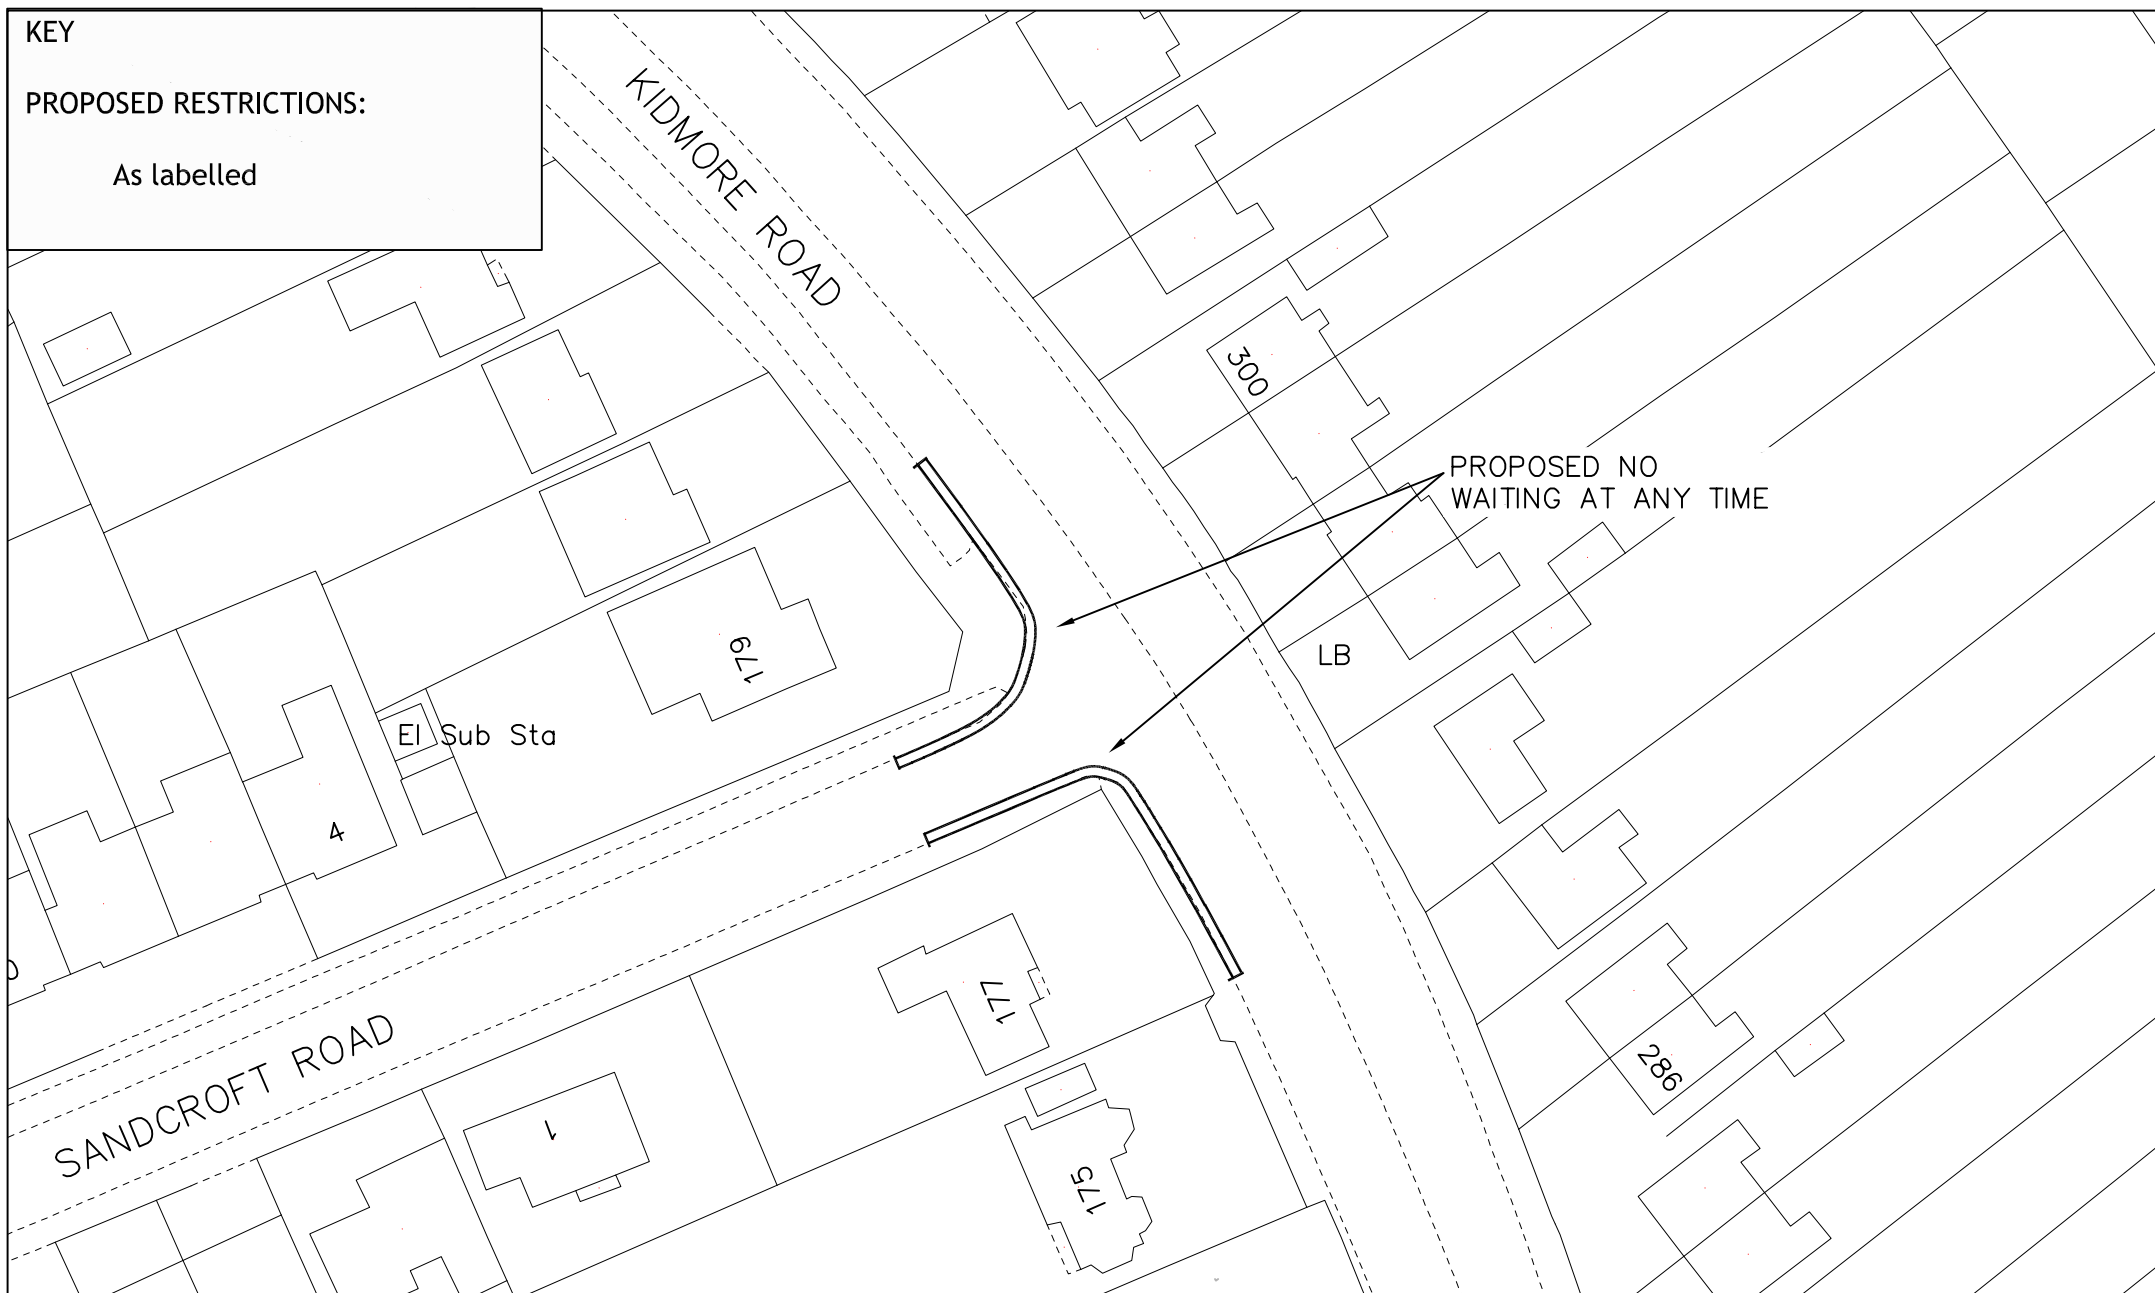 KEY
PROPOSED RESTRICTIONS:
As labelled
KIDMORE ROAD
300
PROPOSED NO
WAITING AT ANY TIME
179
LB
El Sub Sta
4
177
SANDCROFT ROAD
286
1
175